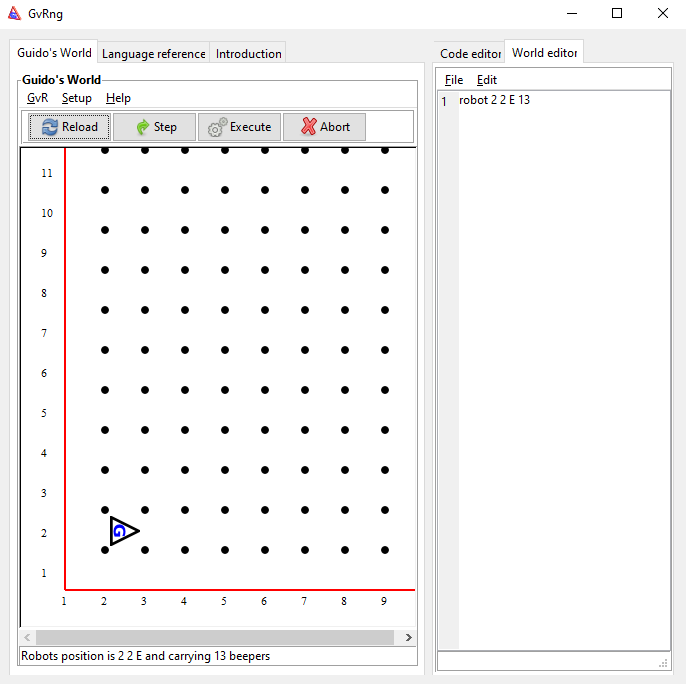 GvRng
Guido's World Language reference Introduction
Guido's World
GvR Setup Help
Reload Step Execute Abort
11
10
9
8
7
6
5
4
3
2
1
G
1 2 3 4 5 6 7 8 9
Robots position is 2 2 E and carrying 13 beepers
Code editor World editor
File Edit
1 robot 2 2 E 13